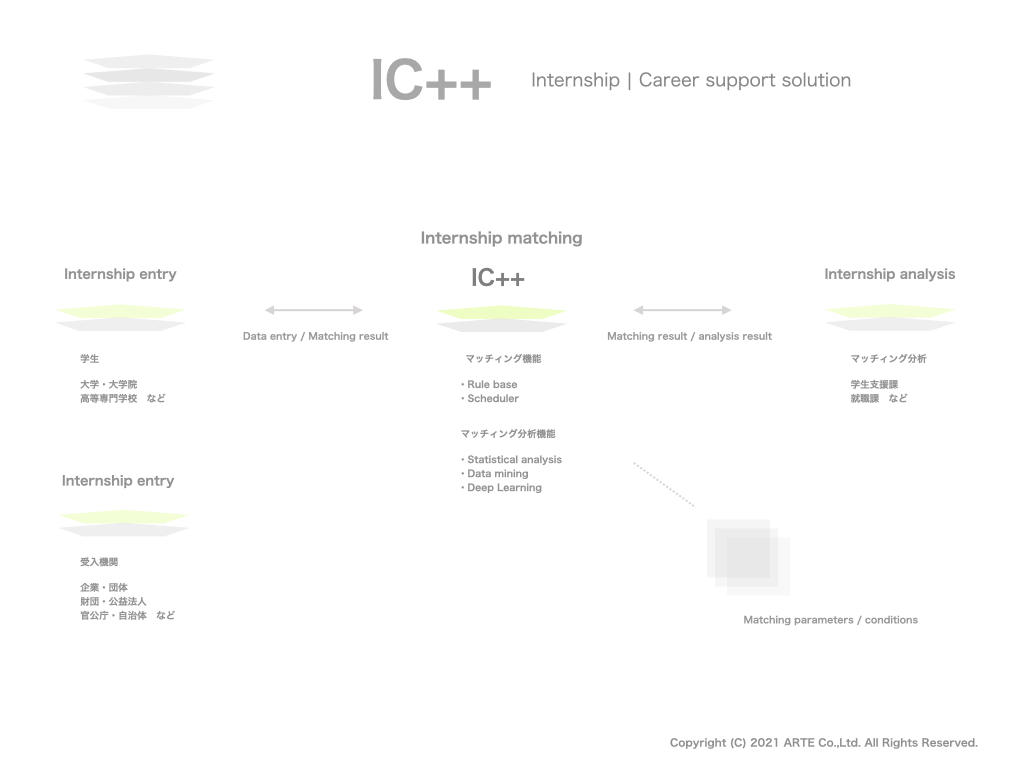 IC++
Internship | Career support solution
Internship matching
IC++
Internship entry
Data entry / Matching result
Matching result / analysis result
Internship analysis
学生
大学・大学院
高等専門学校　など
マッチング機能
・Rule base
・Scheduler
マッチィング分析機能
・Statistical analysis
・Data mining
・Deep Learning
マッチィング分析
学生支援課
就職課　など
Internship entry
受入機関
企業・団体
財団・公益法人
官公庁・自治体　など
Matching parameters / conditions
Copyright (C) 2021 ARTE Co.,Ltd. All Rights Reserved.